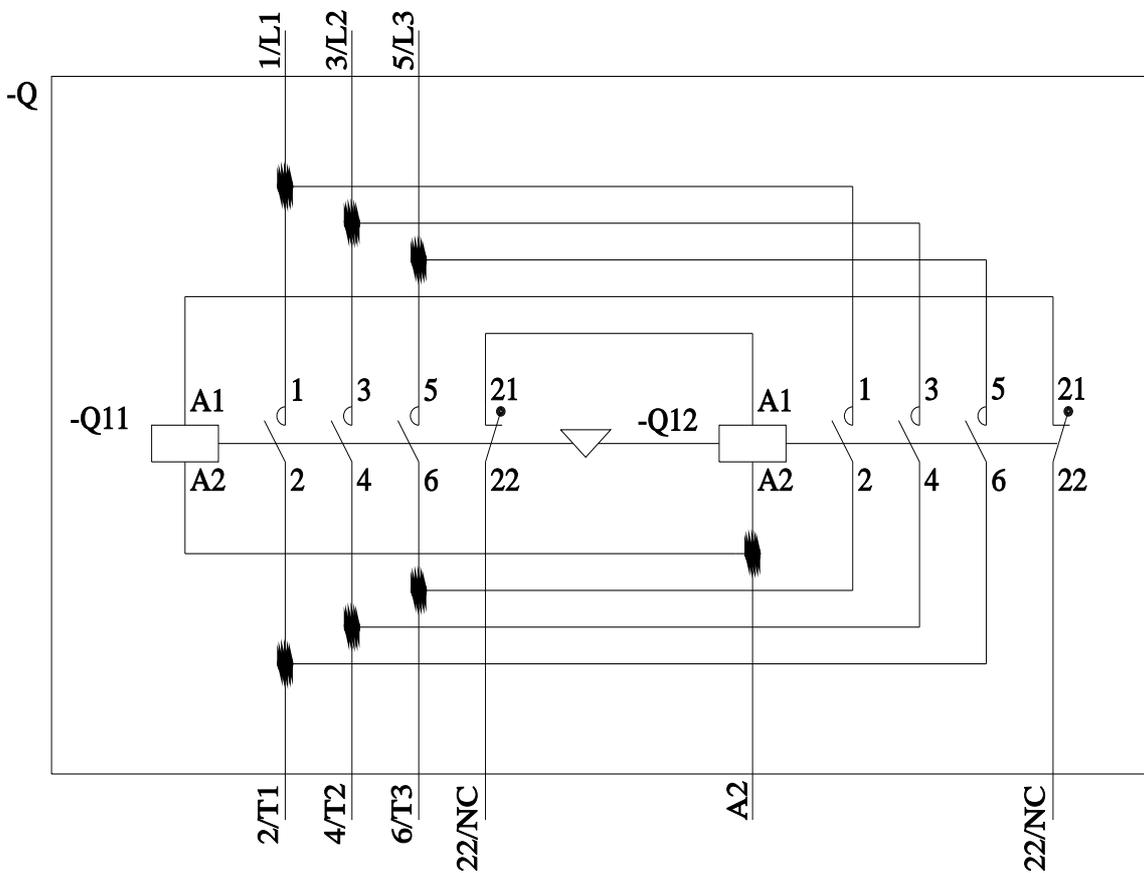 1/L1 3/L2 5/L3
-Q
1 3 5 21 1 3 5 21
-Q11 A1 -Q12 A1
A2 2 4 6 22 A2 2 4 6 22
2/T1 4/T2 6/T3 22/NC A2 22/NC